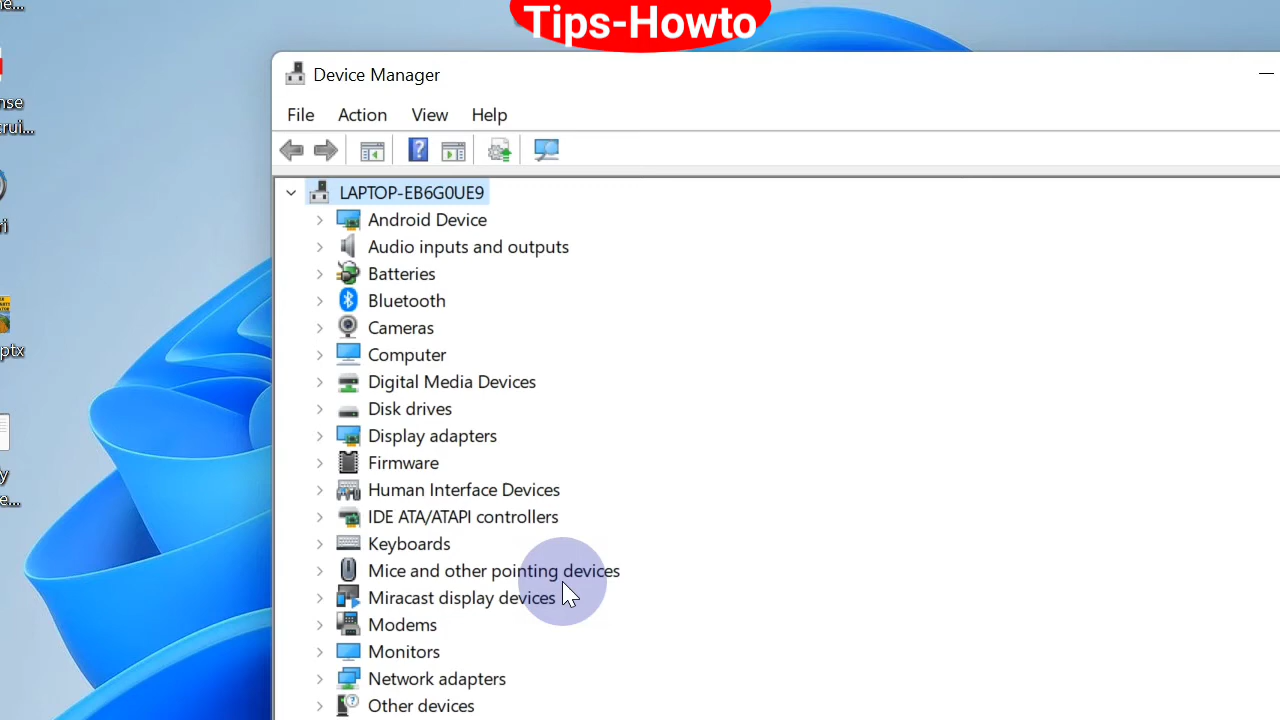 Tips-Howto
Device Manager
File Action View Help
LAPTOP-EB6G0UE9
Android Device
Audio inputs and outputs
Batteries
Bluetooth
Cameras
Computer
Digital Media Devices
Disk drives
Display adapters
Firmware
Human Interface Devices
IDE ATA/ATAPI controllers
Keyboards
Mice and other pointing devices
Miracast display devices
Modems
Monitors
Network adapters
Other devices